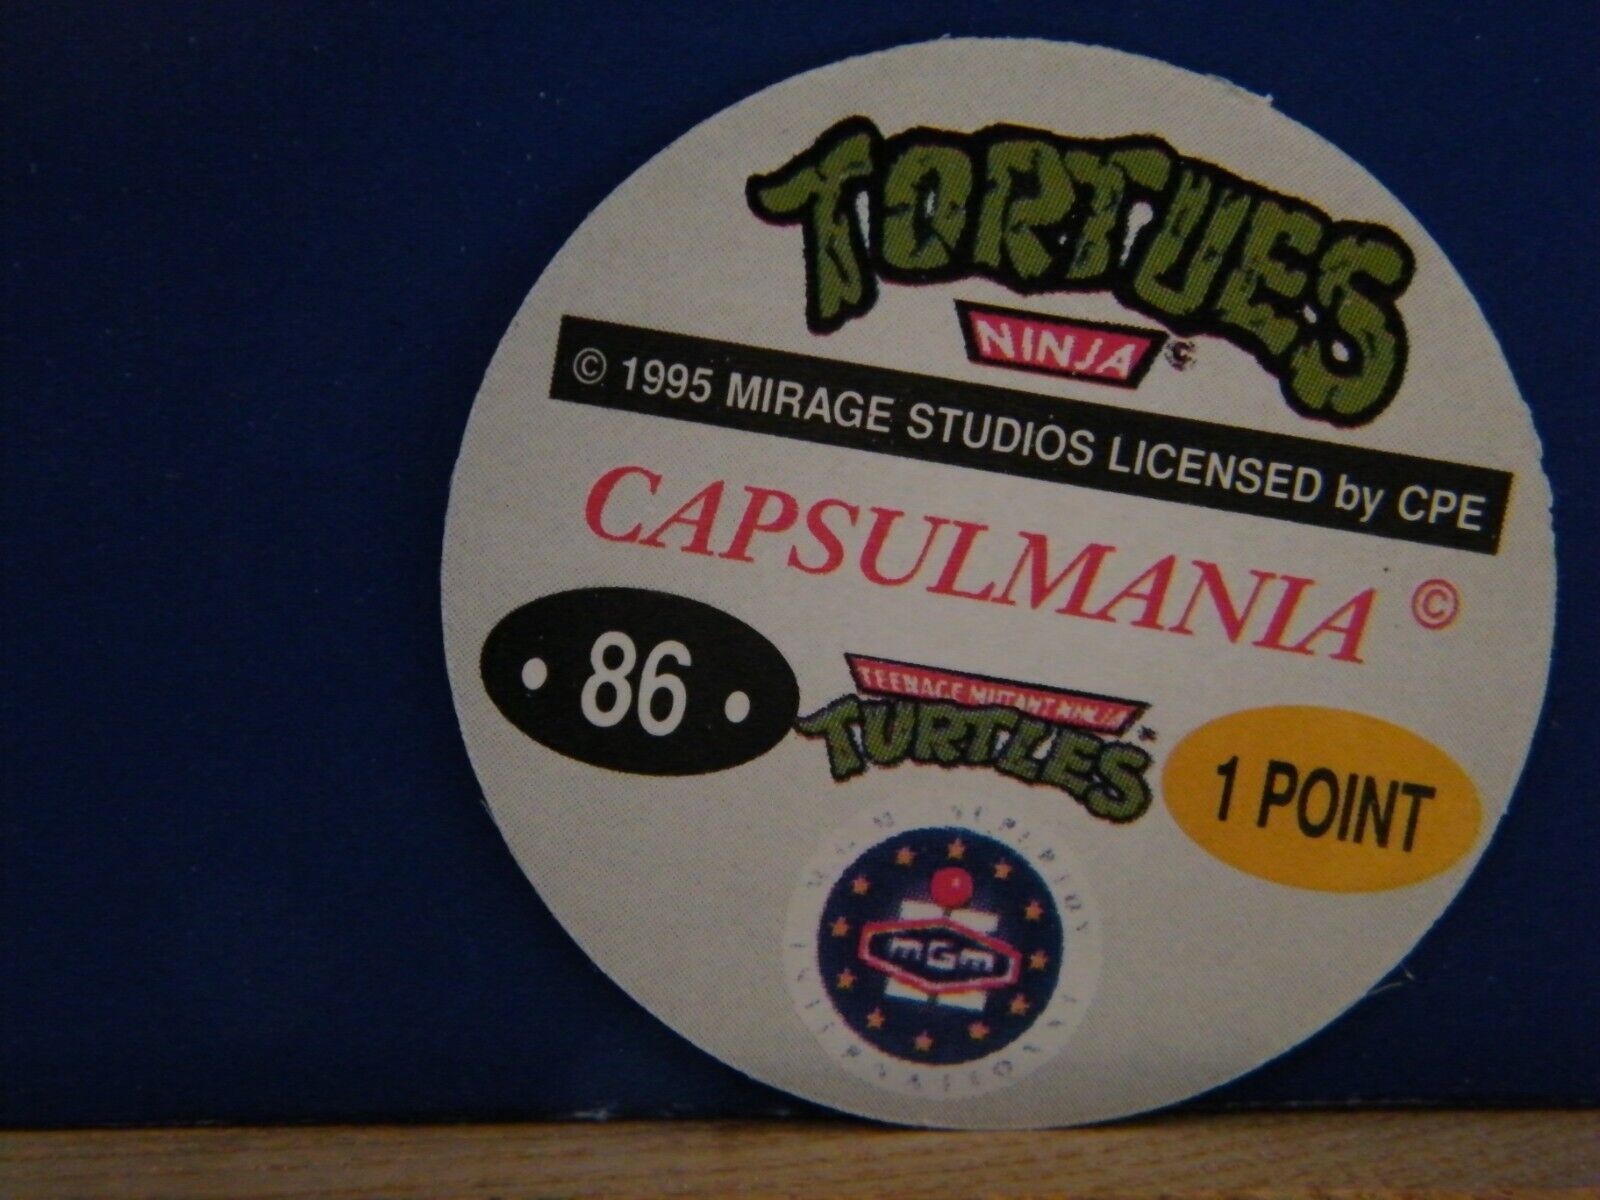 TORTUES
NINJA ©
© 1995 MIRAGE STUDIOS LICENSED by CPE
CAPSULMANIA ©
• 86 •
TEENAGE MUTANT NINJA
TURTLES
1 POINT
mGm